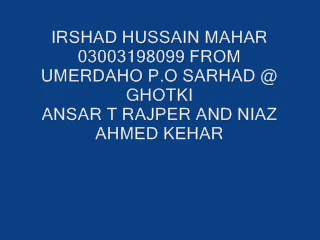 IRSHAD HUSSAIN MAHAR
03003198099 FROM
UMERDAHO P.O SARHAD @
GHOTKI
ANSAR T RAJPER AND NIAZ
AHMED KEHAR